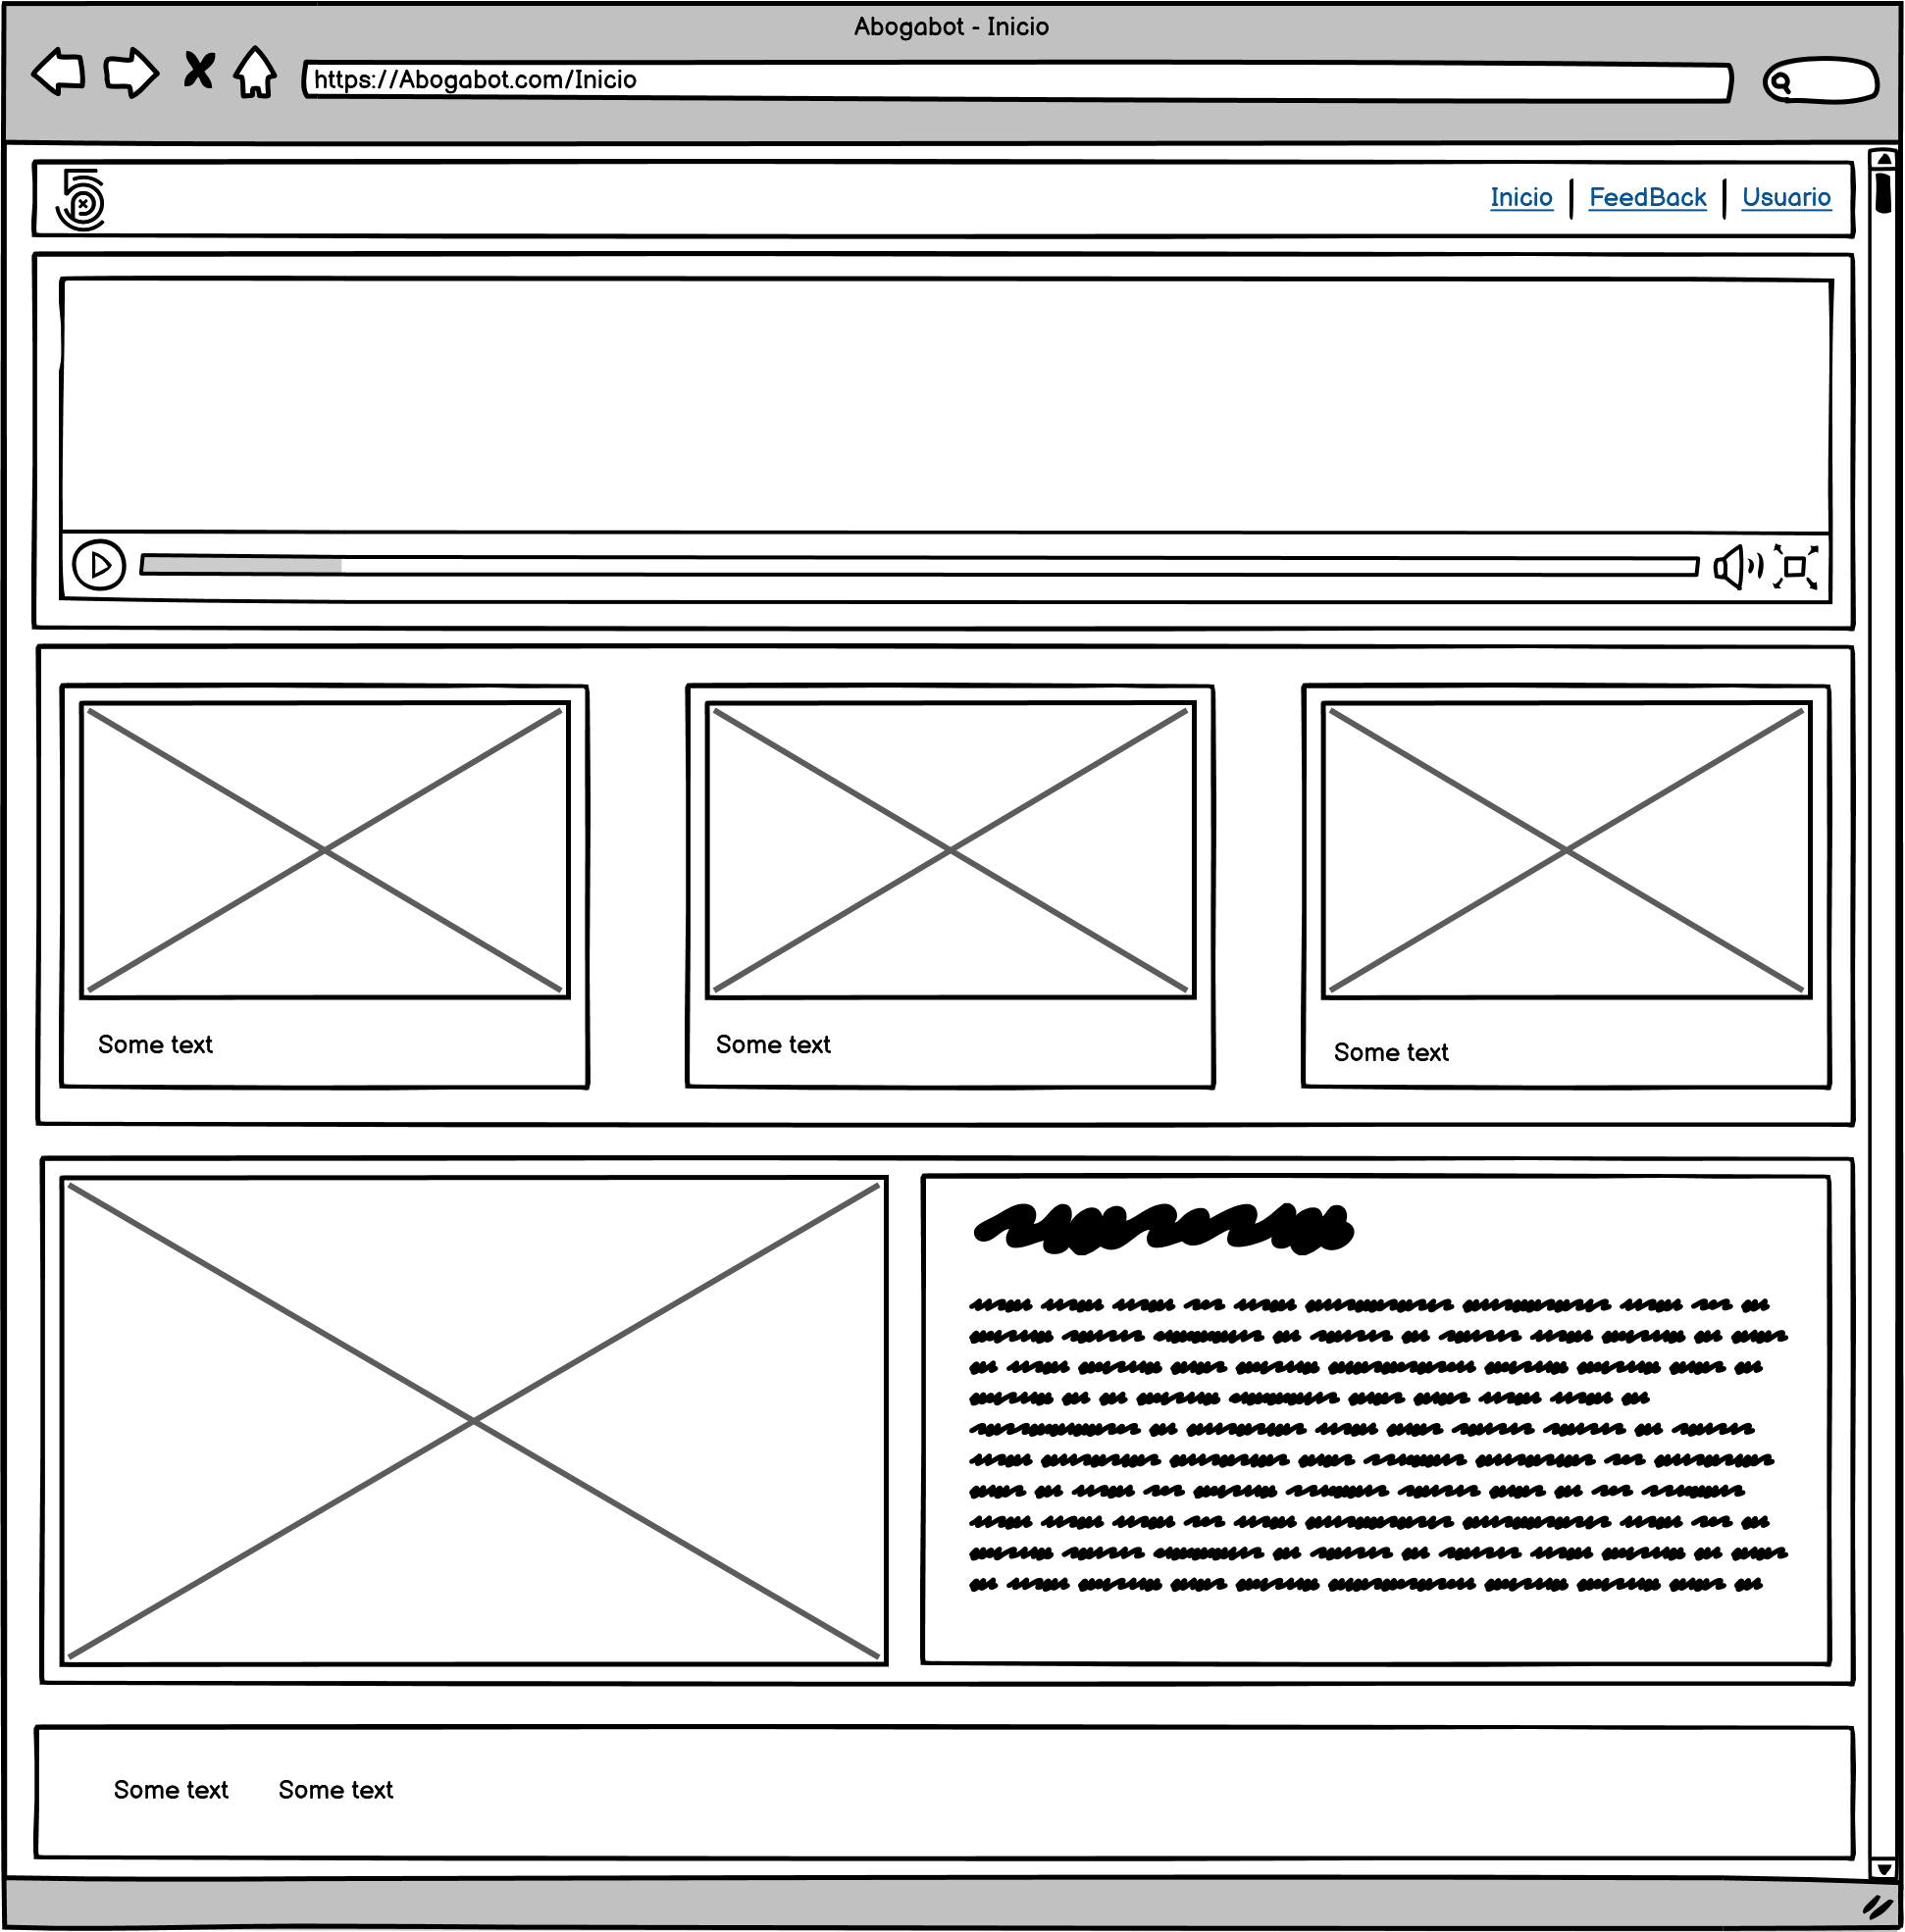 Abogabot - Inicio
https://Abogabot.com/Inicio
5
Inicio | FeedBack | Usuario
Some text
Some text
Some text
Some text Some text